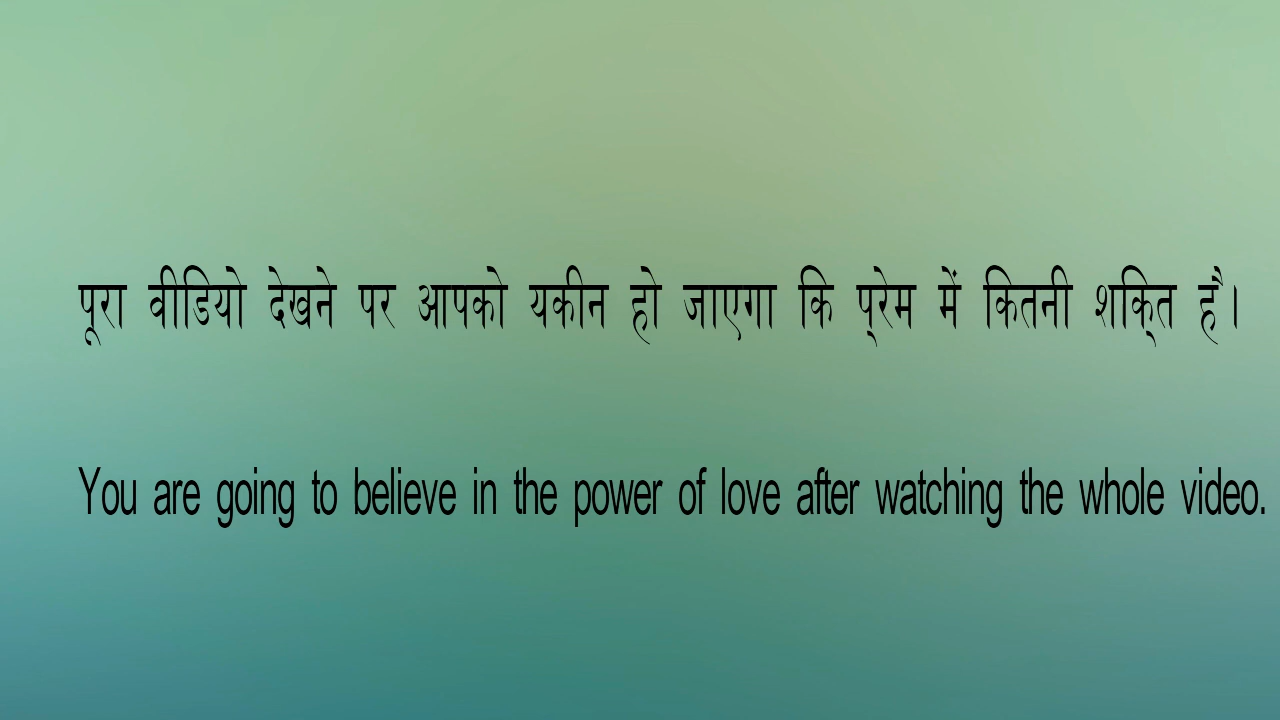 पूरा वीडियो देखने पर आपको यकीन हो जाएगा कि प्रेम में कितनी शक्ति है।
You are going to believe in the power of love after watching the whole video.